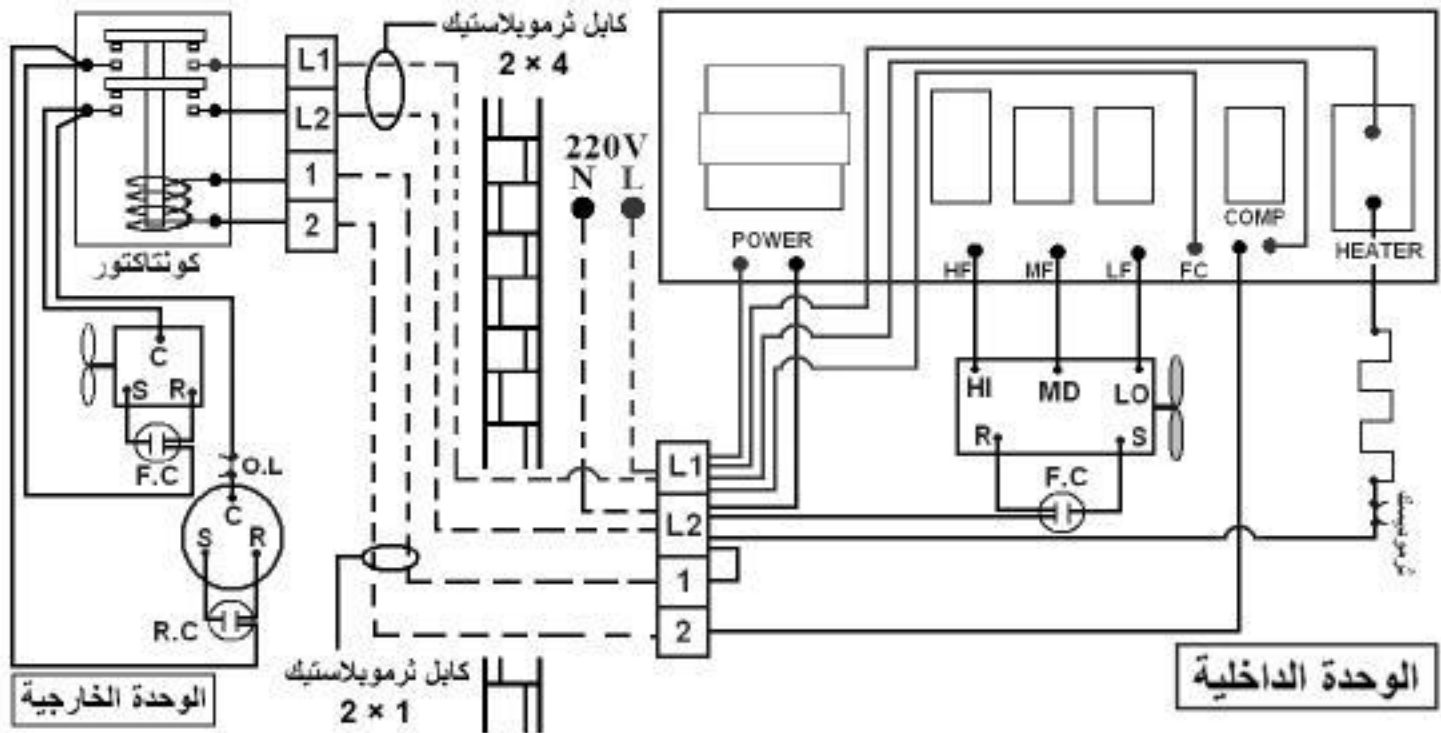 كابل ثرموبلاستيك
2 × 4
L1
L2
1
2
كونتاكتور
C
S R
F.C
O.L
C
S R
R.C
الوحدة الخارجية
كابل ثرموبلاستيك
2 × 1
220V
N L
L1
L2
1
2
POWER
HF MF LF FC
COMP
HEATER
HI MD LO
R S
F.C
ثرموستات
الوحدة الداخلية